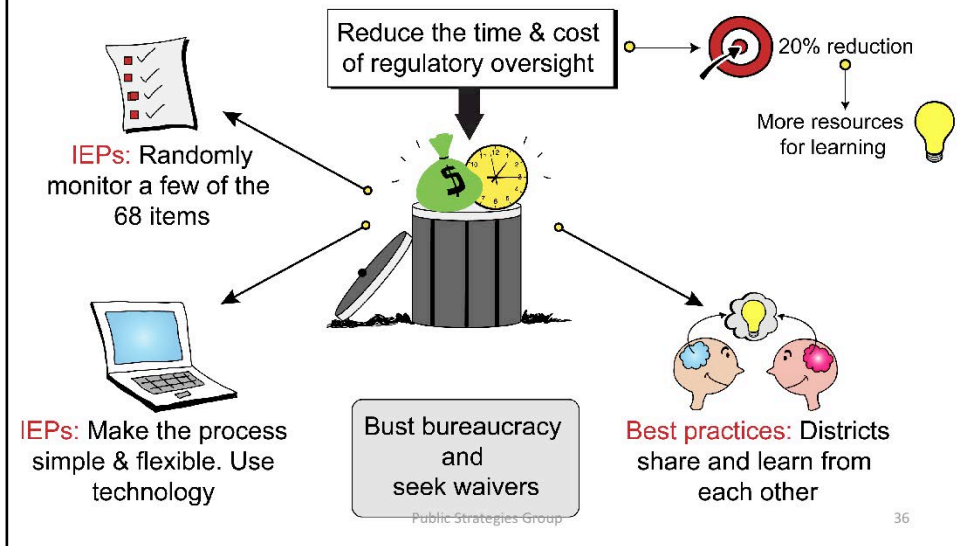 Reduce the time & cost
of regulatory oversight
20% reduction
More resources
for learning
IEPs: Randomly
monitor a few of the
68 items
$
IEPs: Make the process
simple & flexible. Use
technology
Bust bureaucracy
and
seek waivers
Best practices: Districts
share and learn from
each other
Public Strategies Group
36